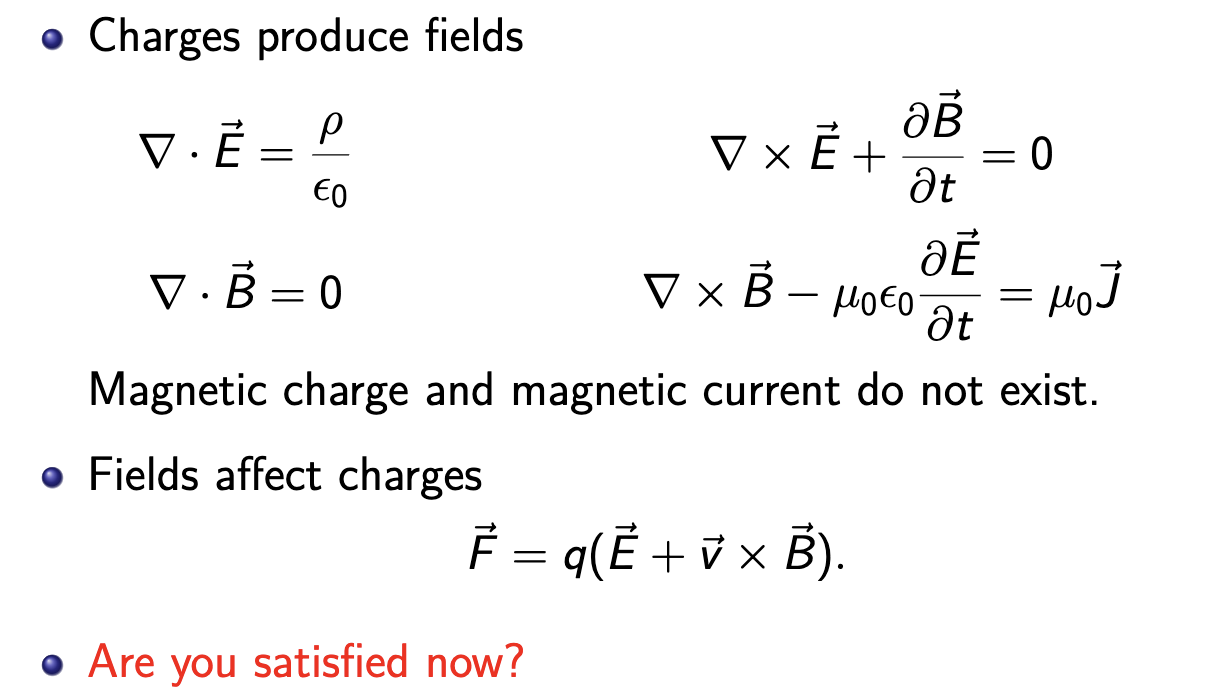 Charges produce fields
$\nabla \cdot \vec{E} = \frac{\rho}{\epsilon_0}$ $\nabla \times \vec{E} + \frac{\partial \vec{B}}{\partial t} = 0$
$\nabla \cdot \vec{B} = 0$ $\nabla \times \vec{B} - \mu_0 \epsilon_0 \frac{\partial \vec{E}}{\partial t} = \mu_0 \vec{J}$
Magnetic charge and magnetic current do not exist.
Fields affect charges
$\vec{F} = q(\vec{E} + \vec{v} \times \vec{B}).$
Are you satisfied now?